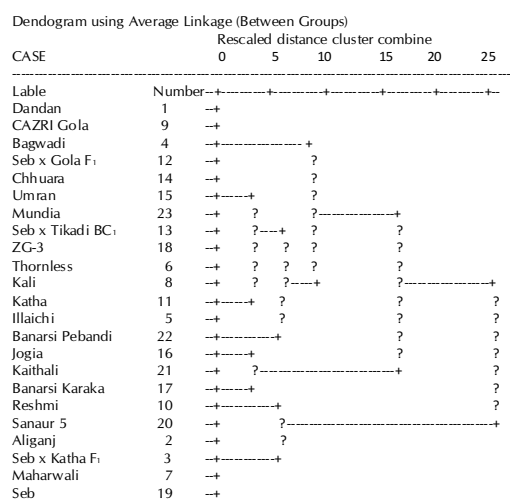 Dendogram using Average Linkage (Between Groups)
Rescaled distance cluster combine
CASE 0 5 10 15 20 25
Lable Number--+---------+---------+---------+---------+---------+--
Dandan 1 --+
CAZRI Gola 9 --+
Bagwadi 4 --+----------------- +
Seb x Gola F₁ 12 --+ ?
Chhuara 14 --+ ?
Umran 15 --+------+ ?
Mundia 23 --+ ? ?---------------+
Seb x Tikadi BC₁ 13 --+ ?----+ ? ?
ZG-3 18 --+ ? ? ? ?
Thornless 6 --+ ? ? ? ?
Kali 8 --+ ? ?-----+ ?-----------------+
Katha 11 --+------+ ? ? ?
Illaichi 5 --+ ? ? ?
Banarsi Pebandi 22 --+-----------+ ? ?
Jogia 16 --+------+ ? ?
Kaithali 21 --+ ?---------------------------+ ?
Banarsi Karaka 17 --+------+ ?
Reshmi 10 --+-----------+ ?
Sanaur 5 20 --+ ?------------------------------------------+
Aliganj 2 --+ ?
Seb x Katha F₁ 3 --+-----------+
Maharwali 7 --+
Seb 19 --+